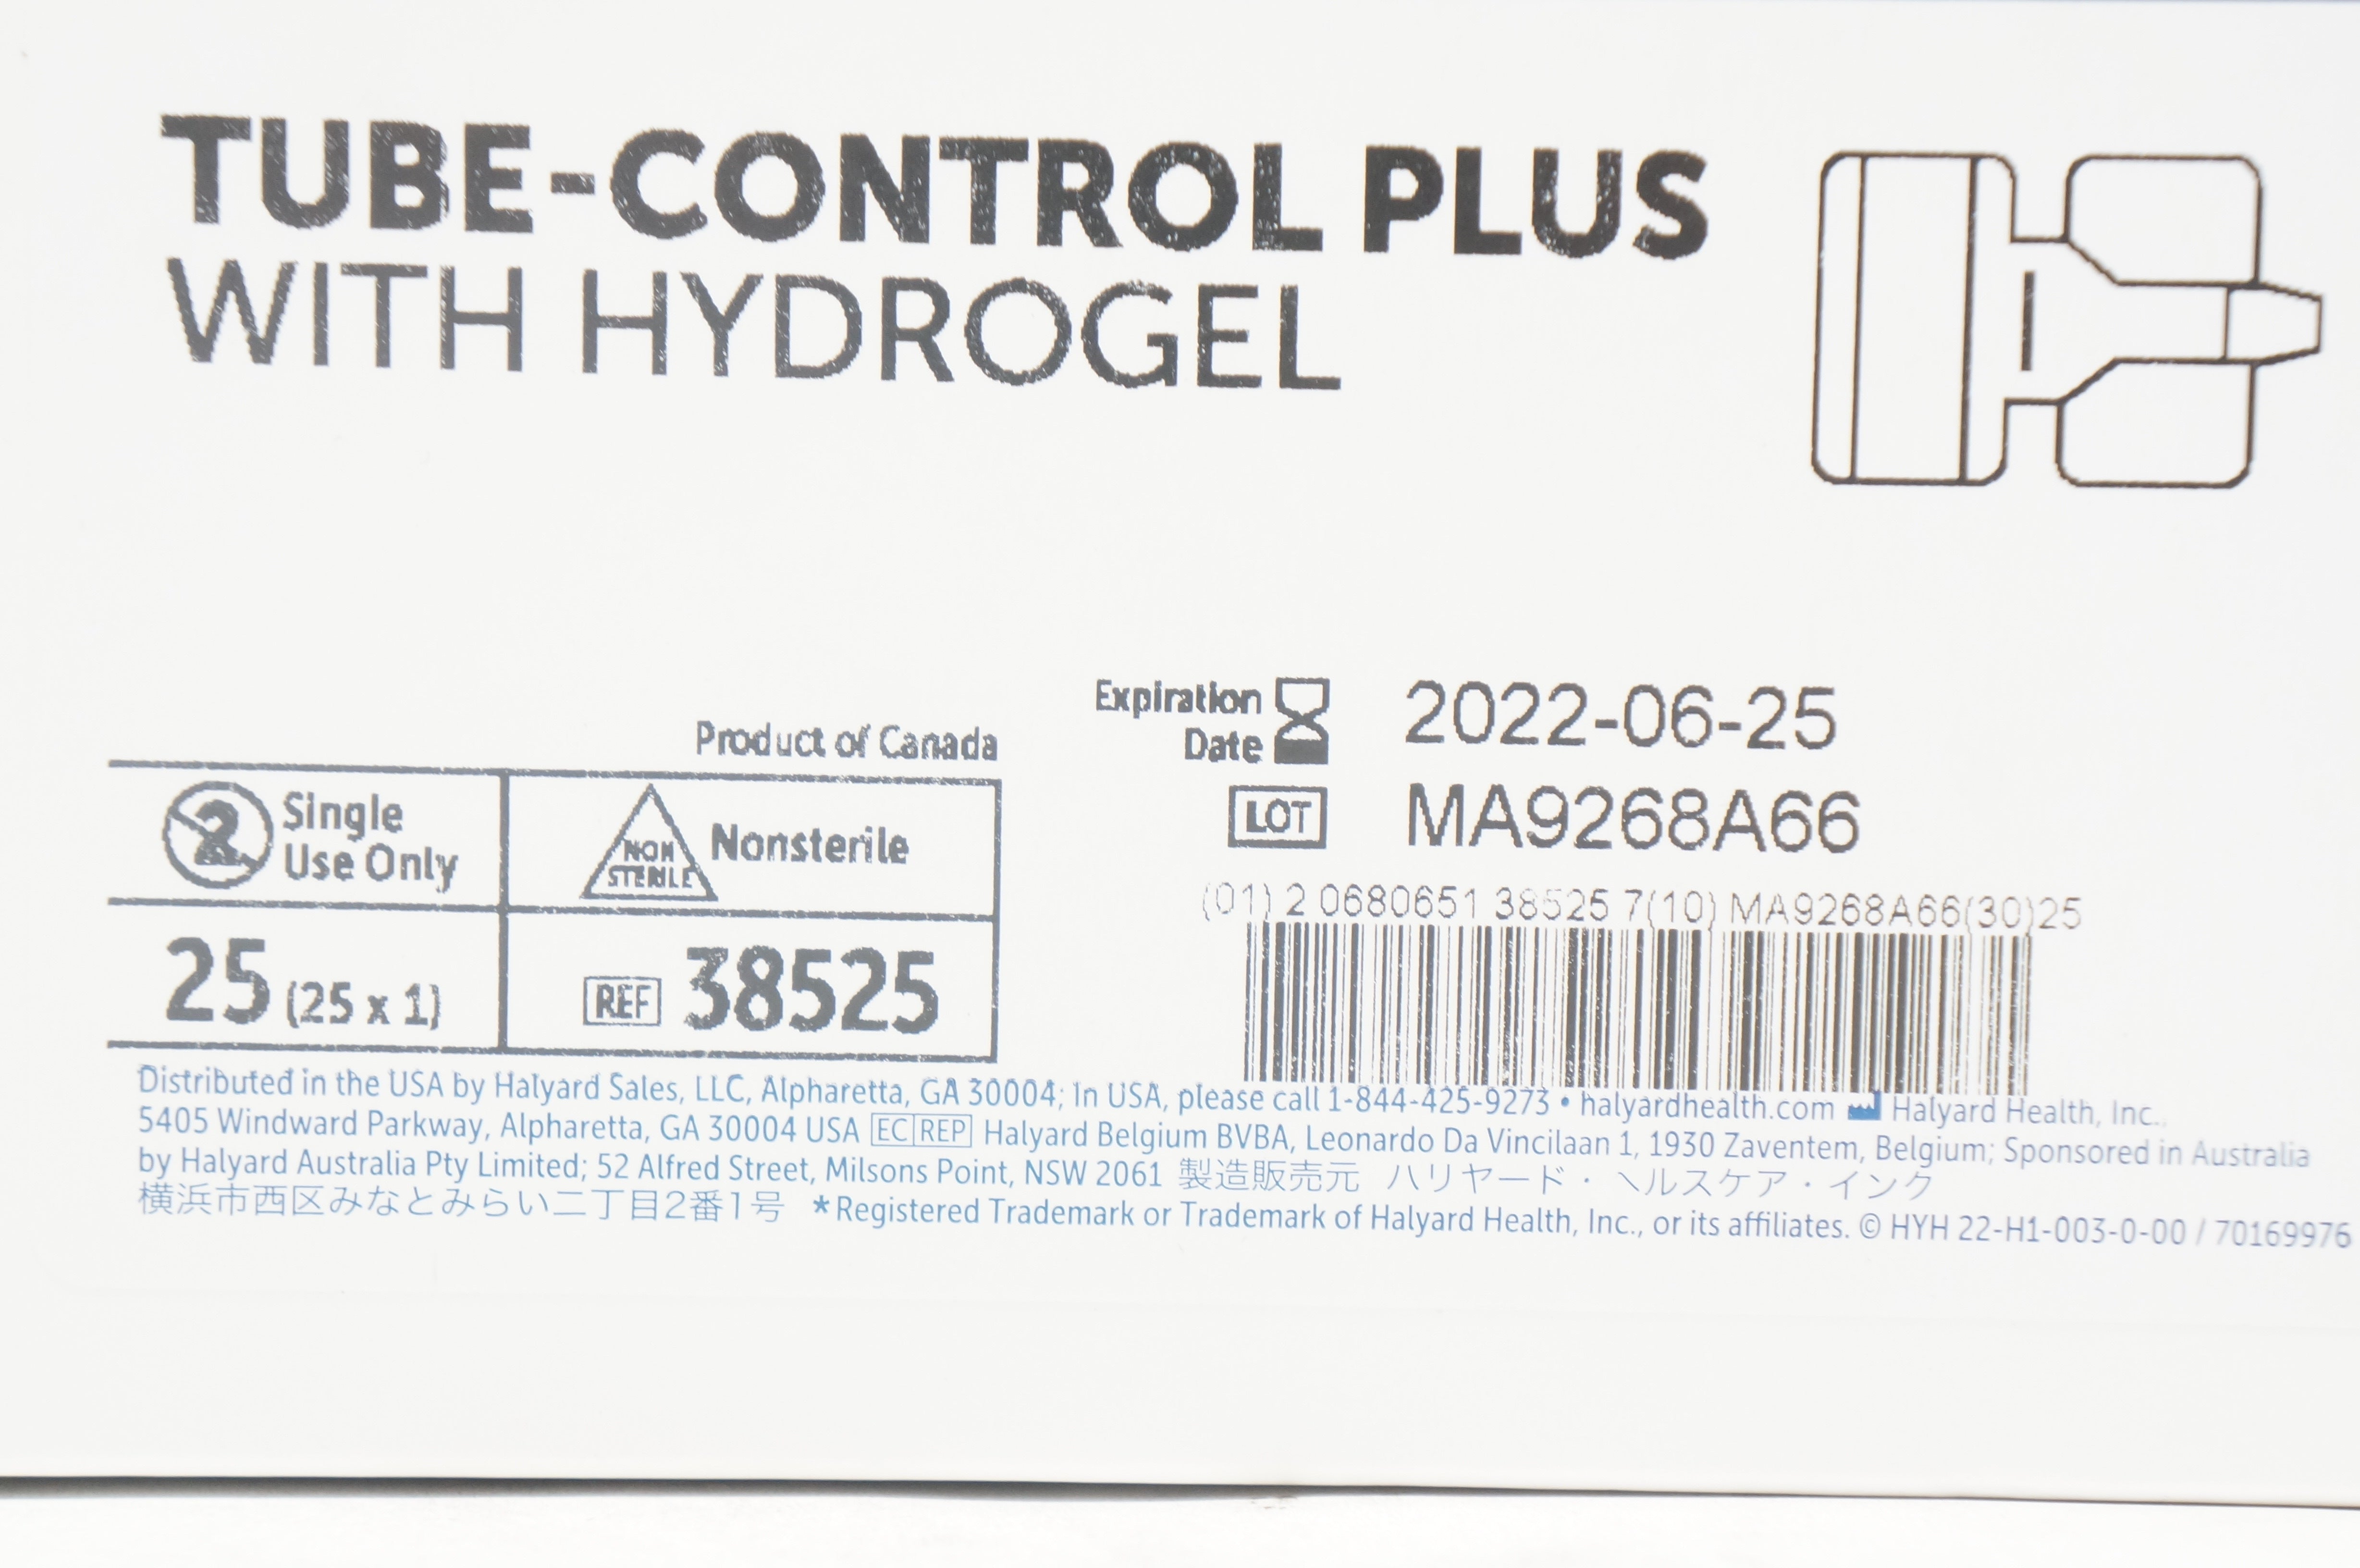 TUBE-CONTROL PLUS
WITH HYDROGEL
Product of Canada
2 Single
Use Only
NON
STERILE
Nonsterile
25 (25 x 1)
REF 38525
Expiration
Date
2022-06-25
LOT MA9268A66
(01) 2 0680651 38525 7(10) MA9268A66(30)25
Distributed in the USA by Halyard Sales, LLC, Alpharetta, GA 30004; In USA, please call 1-844-425-9273 • halyardhealth.com Halyard Health, Inc.,
5405 Windward Parkway, Alpharetta, GA 30004 USA EC REP Halyard Belgium BVBA, Leonardo Da Vincilaan 1, 1930 Zaventem, Belgium; Sponsored in Australia
by Halyard Australia Pty Limited; 52 Alfred Street, Milsons Point, NSW 2061 製造販売元 ハリヤード・ヘルスケア・インク
横浜市西区みなとみらい二丁目2番1号 *Registered Trademark or Trademark of Halyard Health, Inc., or its affiliates. © HYH 22-H1-003-0-00 / 70169976